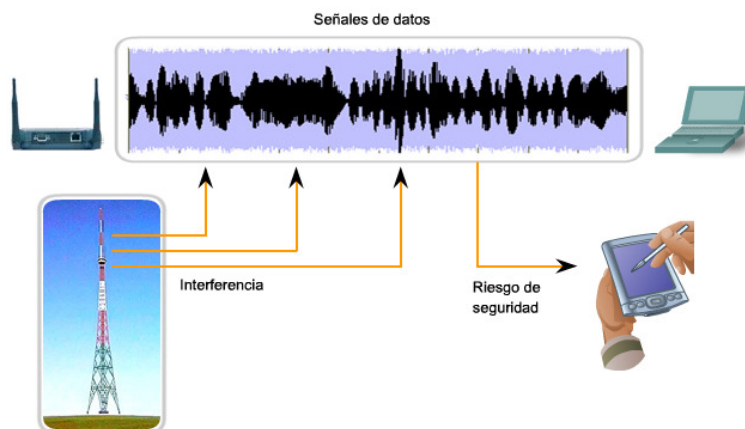 Señales de datos
Interferencia
Riesgo de
seguridad